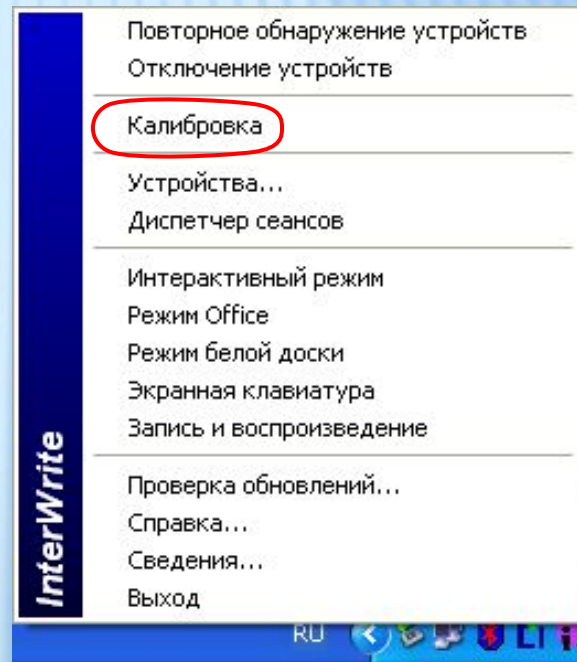 Повторное обнаружение устройств
Отключение устройств
Калибровка
Устройства...
Диспетчер сеансов
Интерактивный режим
Режим Office
Режим белой доски
Экранная клавиатура
Запись и воспроизведение
Проверка обновлений...
Справка...
Сведения...
Выход
InterWrite
RU